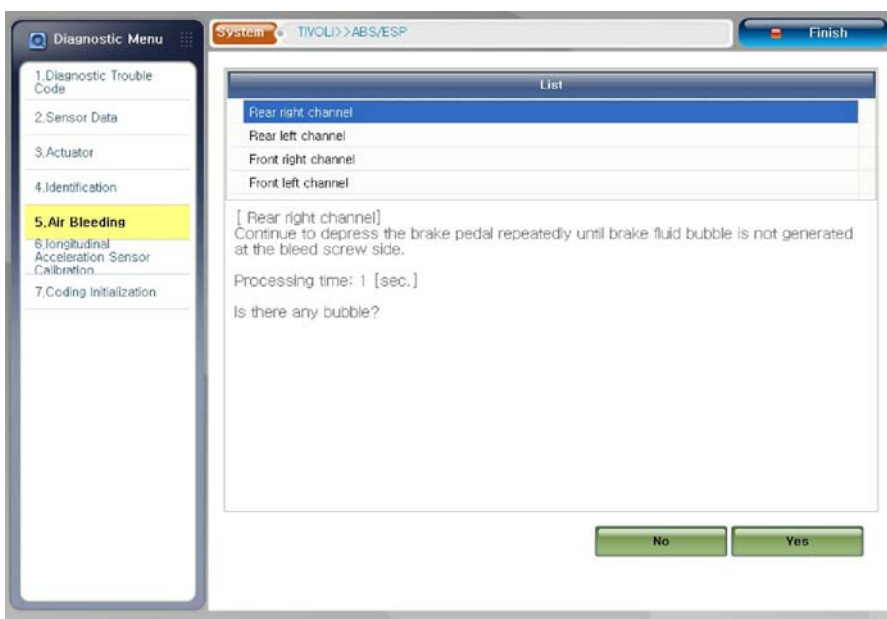 Diagnostic Menu
System
TIVOLI>>ABS/ESP
Finish
1.Diagnostic Trouble
Code
2.Sensor Data
3.Actuator
4.Identification
5.Air Bleeding
6.longitudinal
Acceleration Sensor
Calibration
7.Coding Initialization
List
Rear right channel
Rear left channel
Front right channel
Front left channel
[ Rear right channel]
Continue to depress the brake pedal repeatedly until brake fluid bubble is not generated
at the bleed screw side.
Processing time: 1 [sec.]
Is there any bubble?
No
Yes